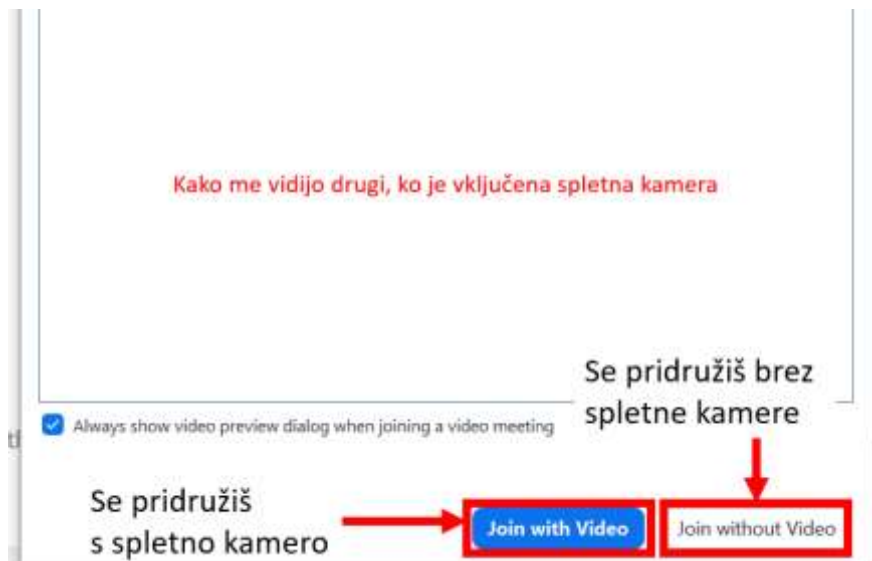 Kako me vidijo drugi, ko je vključena spletna kamera
Se pridružiš brez
spletne kamere
Always show video preview dialog when joining a video meeting
Se pridružiš
s spletno kamero
Join with Video
Join without Video